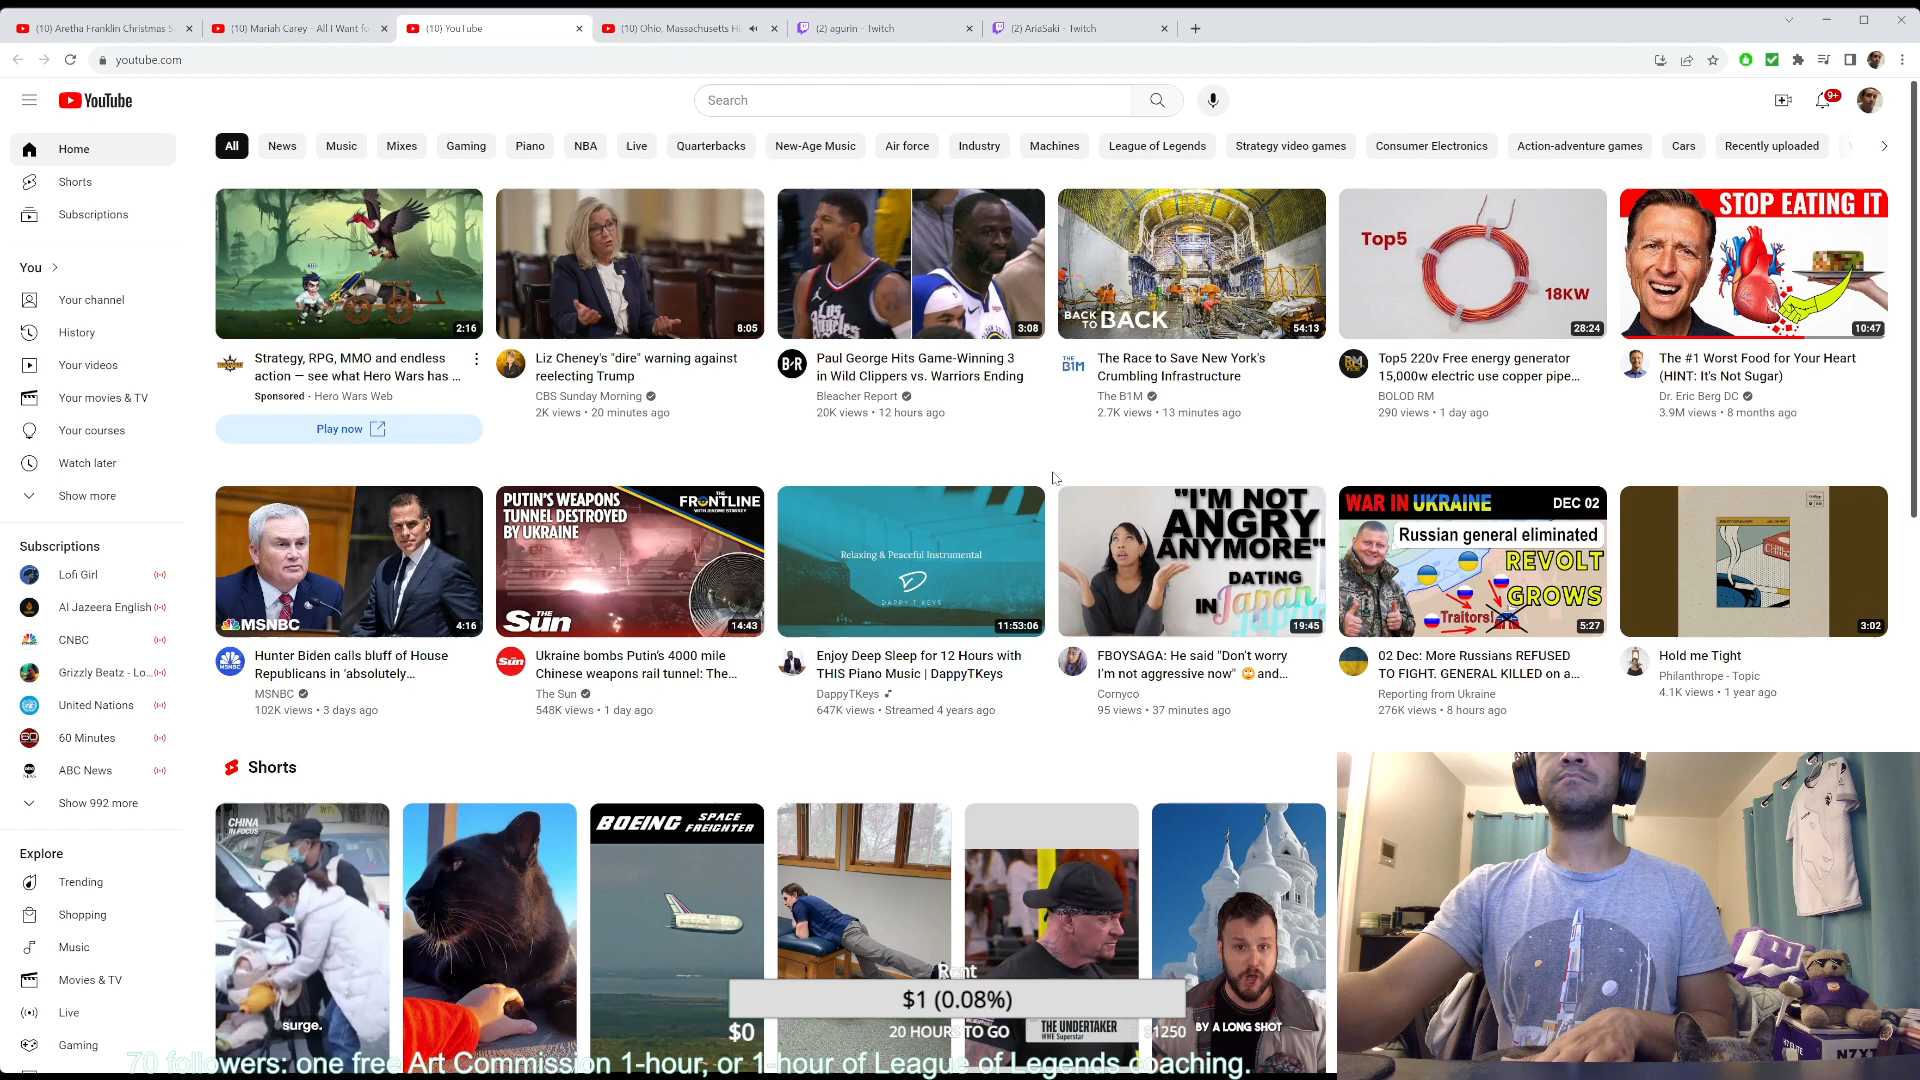 (10) Aretha Franklin Christmas S
(10) Mariah Carey - All I Want fo
(10) YouTube
(10) Ohio, Massachusetts Hi
(2) agurin - Twitch
(2) AriaSaki - Twitch
youtube.com
YouTube
Search
9+
All
News
Music
Mixes
Gaming
Piano
NBA
Live
Quarterbacks
New-Age Music
Air force
Industry
Machines
League of Legends
Strategy video games
Consumer Electronics
Action-adventure games
Cars
Recently uploaded
Home
Shorts
Subscriptions
You
Your channel
History
Your videos
Your movies & TV
Your courses
Watch later
Show more
Subscriptions
Lofi Girl
Al Jazeera English
CNBC
Grizzly Beatz - Lo...
United Nations
60 Minutes
ABC News
Show 992 more
Explore
Trending
Shopping
Music
Movies & TV
Live
Gaming
2:16
Strategy, RPG, MMO and endless
action — see what Hero Wars has ...
Sponsored · Hero Wars Web
Play now
8:05
Liz Cheney's "dire" warning against
reelecting Trump
CBS Sunday Morning
2K views • 20 minutes ago
3:08
B·R
Paul George Hits Game-Winning 3
in Wild Clippers vs. Warriors Ending
Bleacher Report
20K views • 12 hours ago
BACK
TO BACK
54:13
THE
B1M
The Race to Save New York's
Crumbling Infrastructure
The B1M
2.7K views • 13 minutes ago
Top5
18KW
28:24
Top5 220v Free energy generator
15,000w electric use copper pipe...
BOLOD RM
290 views • 1 day ago
STOP EATING IT
10:47
The #1 Worst Food for Your Heart
(HINT: It's Not Sugar)
Dr. Eric Berg DC
3.9M views • 8 months ago
MSNBC
4:16
Hunter Biden calls bluff of House
Republicans in 'absolutely...
MSNBC
102K views • 3 days ago
PUTIN'S WEAPONS
TUNNEL DESTROYED
BY UKRAINE
THE
FRONTLINE
WITH JEROME STARKEY
THE
Sun
14:43
Sun
Ukraine bombs Putin's 4000 mile
Chinese weapons rail tunnel: The...
The Sun
548K views • 1 day ago
Relaxing & Peaceful Instrumental
DAPPY T KEYS
11:53:06
Enjoy Deep Sleep for 12 Hours with
THIS Piano Music | DappyTKeys
DappyTKeys
647K views • Streamed 4 years ago
"I'M NOT
ANGRY
ANYMORE"
DATING
IN Japan
19:45
FBOYSAGA: He said "Don't worry
I'm not aggressive now" 🙄and...
Cornyco
95 views • 37 minutes ago
WAR IN UKRAINE
DEC 02
Russian general eliminated
REVOLT
GROWS
Traitors!
5:27
02 Dec: More Russians REFUSED
TO FIGHT. GENERAL KILLED on a...
Reporting from Ukraine
276K views • 8 hours ago
3:02
Hold me Tight
Philanthrope - Topic
4.1K views • 1 year ago
Shorts
CHINA
IN FOCUS
surge.
BOEING SPACE
FREIGHTER
THE UNDERTAKER
WWE Superstar
BY A LONG SHOT
Rent
$1 (0.08%)
$0
20 HOURS TO GO
$1250
70 followers: one free Art Commission 1-hour, or 1-hour of League of Legends coaching.
NZXT